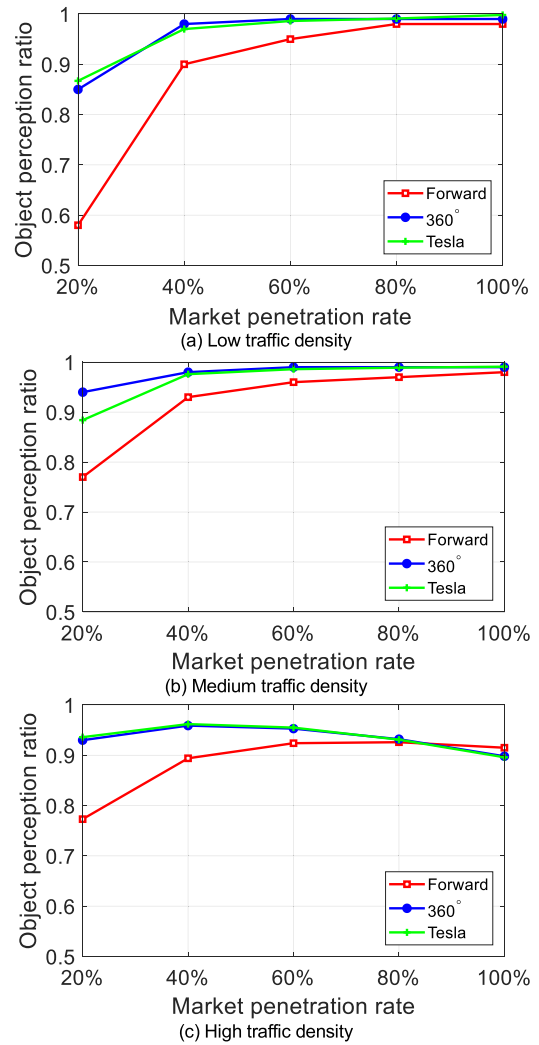 1
0.9
0.8
0.7
0.6
0.5
Object perception ratio
Forward
360°
Tesla
20% 40% 60% 80% 100%
Market penetration rate
(a) Low traffic density
1
0.9
0.8
0.7
0.6
0.5
Object perception ratio
Forward
360°
Tesla
20% 40% 60% 80% 100%
Market penetration rate
(b) Medium traffic density
1
0.9
0.8
0.7
0.6
0.5
Object perception ratio
Forward
360°
Tesla
20% 40% 60% 80% 100%
Market penetration rate
(c) High traffic density